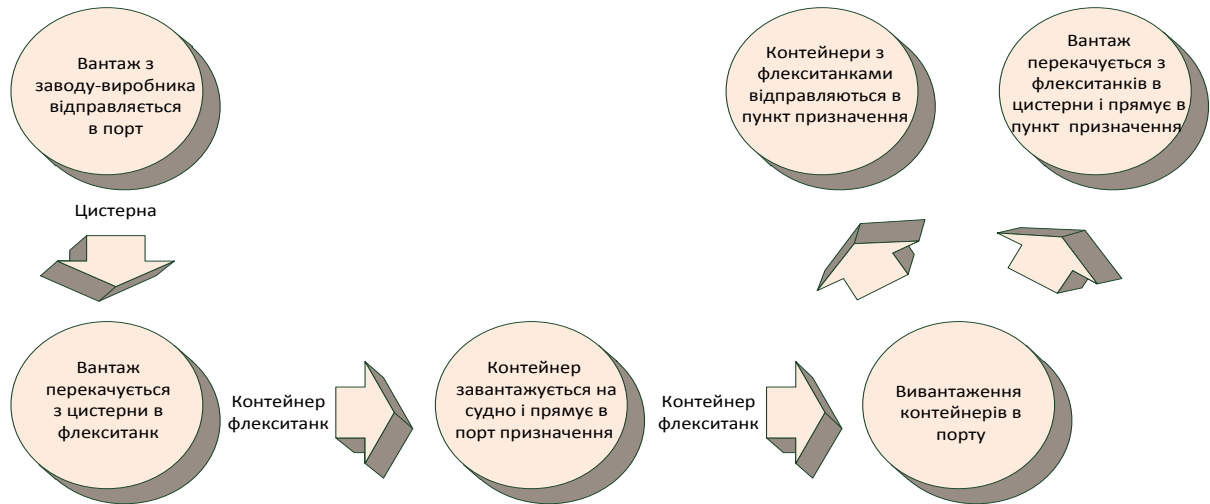 Вантаж з
заводу-виробника
відправляється
в порт
Контейнери з
флекситанками
відправляються в
пункт призначення
Вантаж
перекачується з
флекситанків в
цистерни і прямує в
пункт призначення
Цистерна
Вантаж
перекачується
з цистерни в
флекситанк
Контейнер
флекситанк
Контейнер
завантажується на
судно і прямує в
порт призначення
Контейнер
флекситанк
Вивантаження
контейнерів в
порту